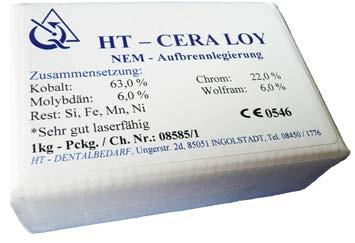 HT – CERA LOY
NEM - Aufbrennlegierung
Zusammensetzung:
Kobalt: 63,0 % Chrom: 22,0 %
Molybdän: 6,0 % Wolfram: 6,0 %
Rest: Si, Fe, Mn, Ni
*Sehr gut laserfähig CE 0546
1kg - Pckg. / Ch. Nr.: 08585/1
HT - DENTALBEDARF, Ungerstr. 2d, 85051 INGOLSTADT, Tel. 08450 / 1776